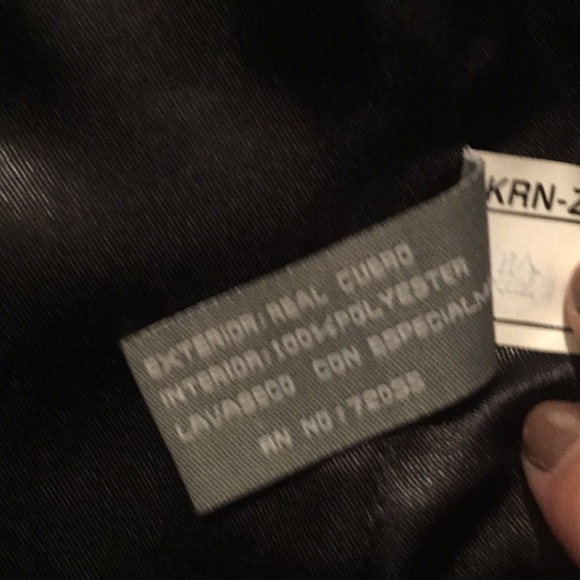 EXTERIOR: REAL CUERO
INTERIOR: 100% POLYESTER
LAVASECO CON ESPECIALM
RN NO: 72035
KRN-Z